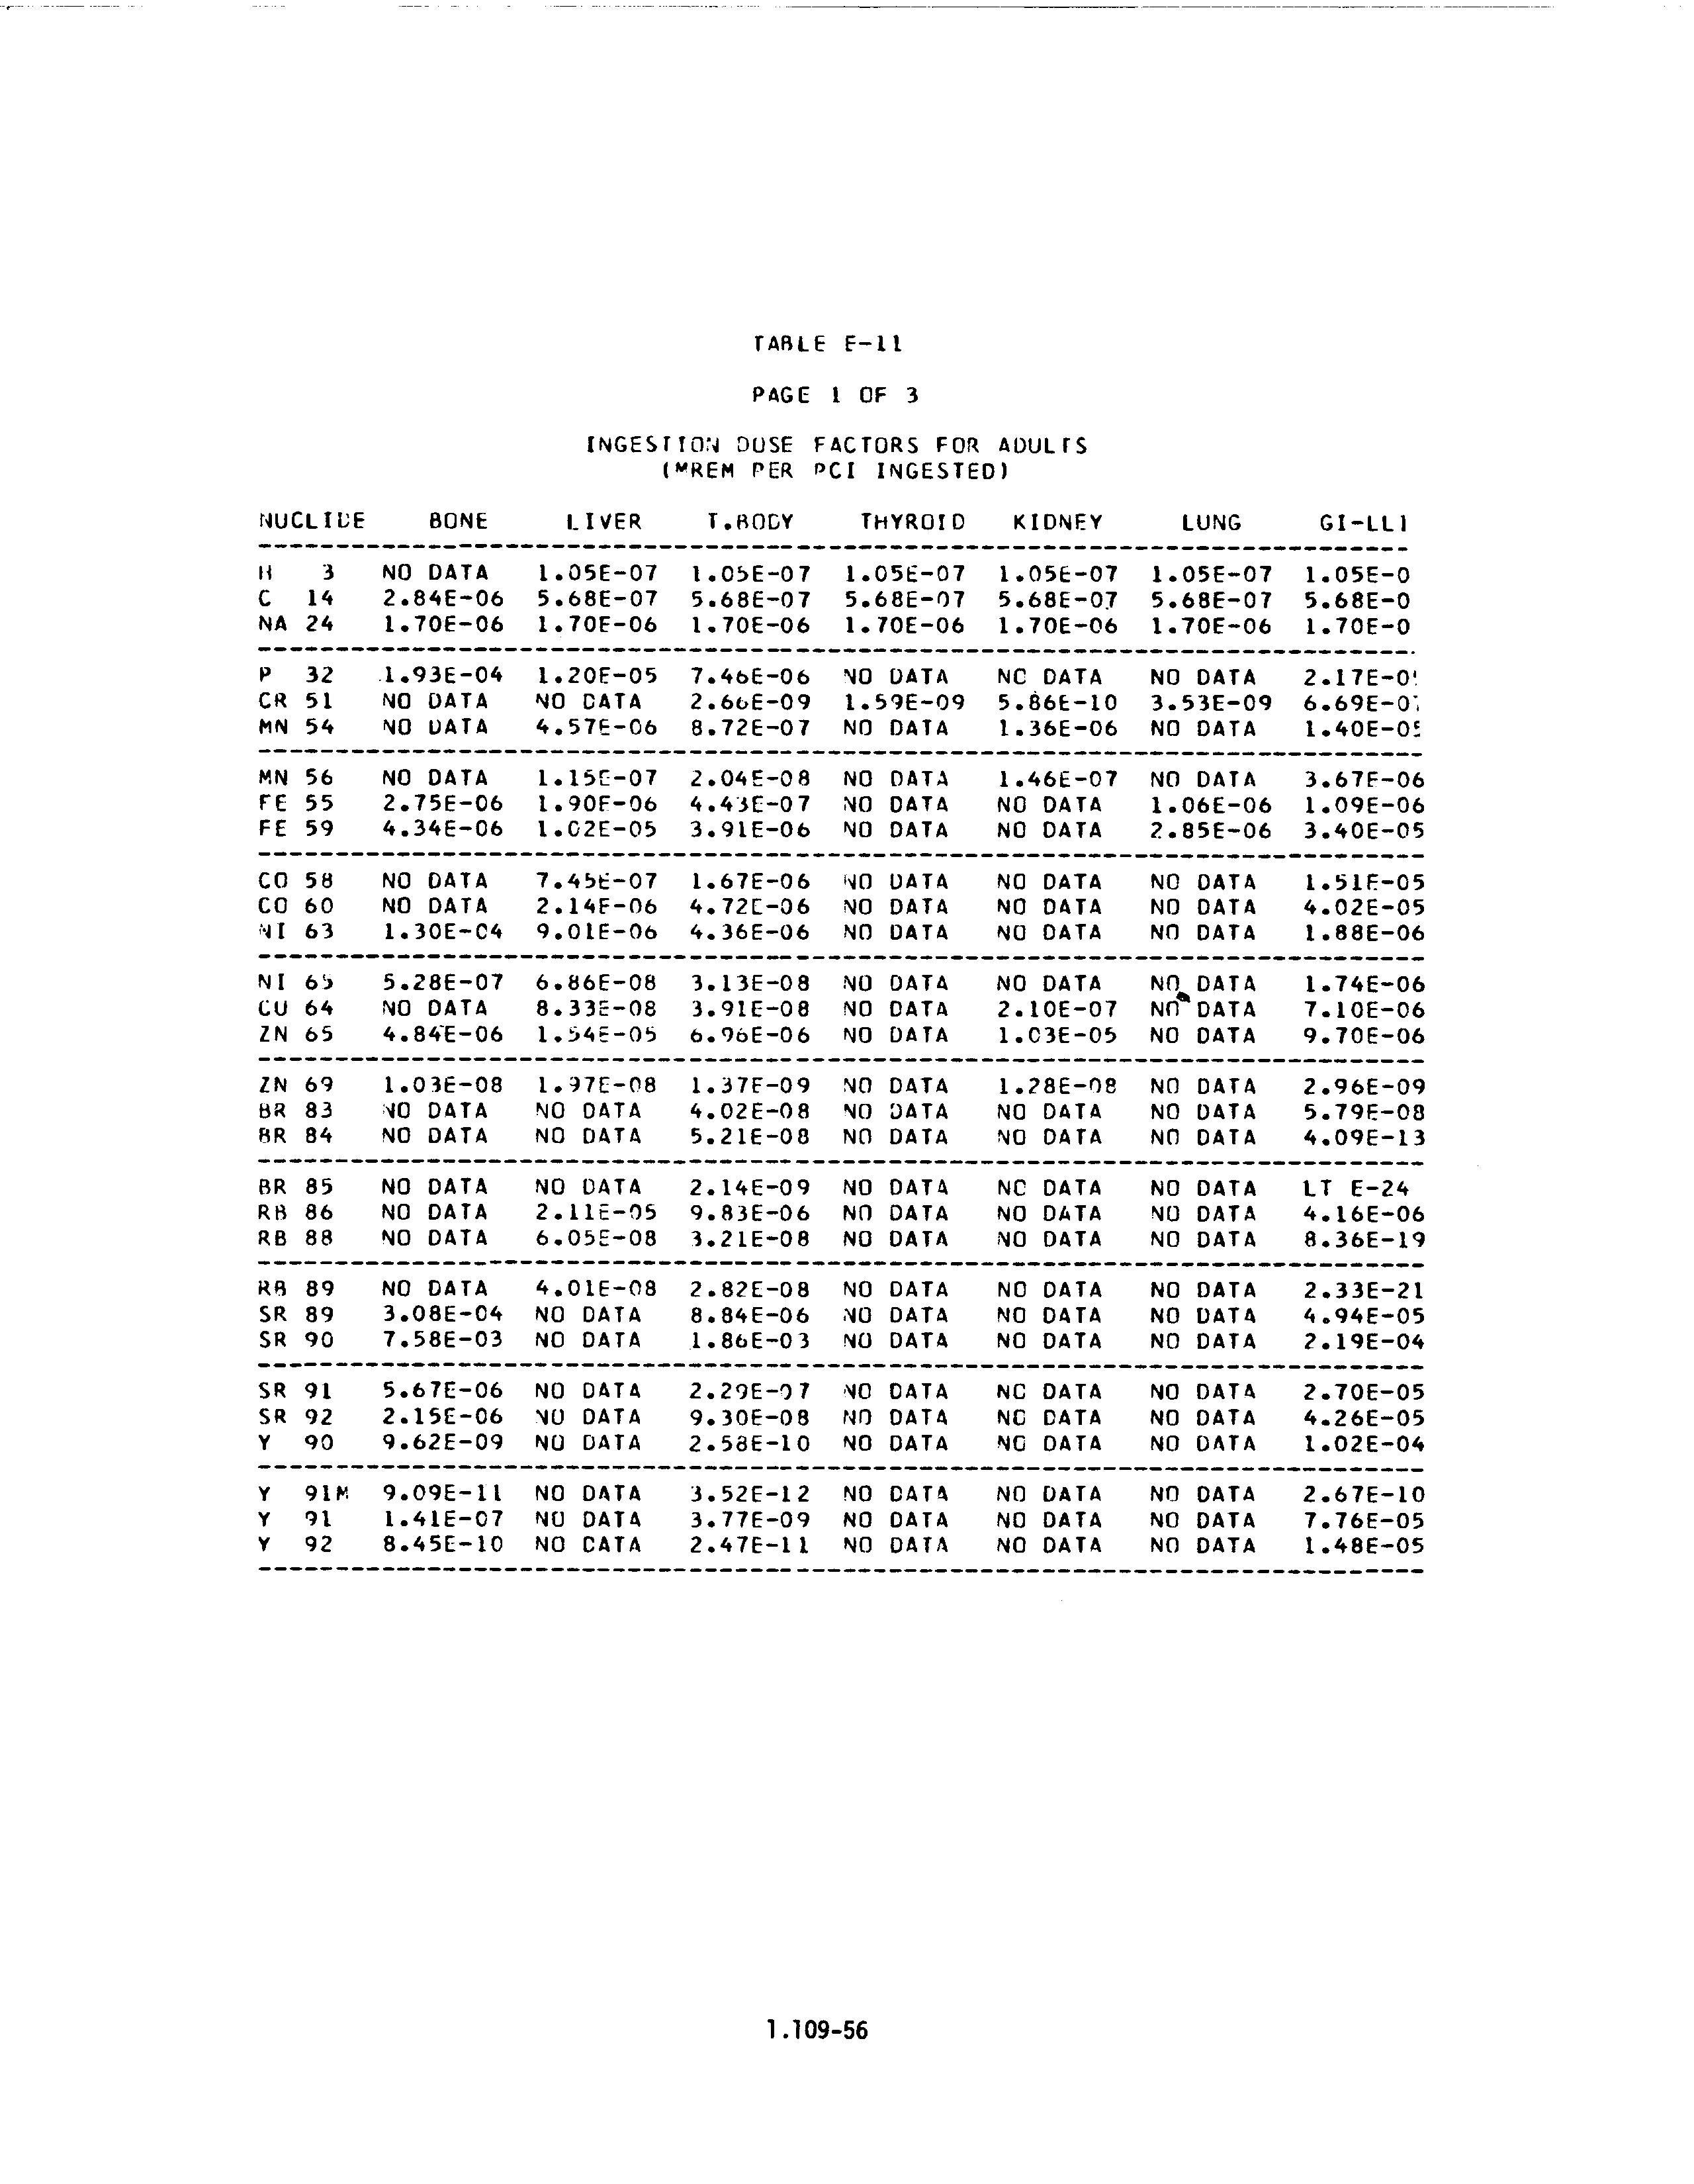 TABLE E-11
PAGE 1 OF 3
INGESTION DOSE FACTORS FOR ADULTS
(MREM PER PCI INGESTED)
NUCLIDE BONE LIVER T.BODY THYROID KIDNEY LUNG GI-LLI
H 3 NO DATA 1.05E-07 1.05E-07 1.05E-07 1.05E-07 1.05E-07 1.05E-0
C 14 2.84E-06 5.68E-07 5.68E-07 5.68E-07 5.68E-07 5.68E-07 5.68E-0
NA 24 1.70E-06 1.70E-06 1.70E-06 1.70E-06 1.70E-06 1.70E-06 1.70E-0
P 32 1.93E-04 1.20E-05 7.46E-06 NO DATA NO DATA NO DATA 2.17E-0
CR 51 NO DATA NO DATA 2.66E-09 1.59E-09 5.86E-10 3.53E-09 6.69E-0
MN 54 NO DATA 4.57E-06 8.72E-07 NO DATA 1.36E-06 NO DATA 1.40E-0
MN 56 NO DATA 1.15E-07 2.04E-08 NO DATA 1.46E-07 NO DATA 3.67E-06
FE 55 2.75E-06 1.90E-06 4.43E-07 NO DATA NO DATA 1.06E-06 1.09E-06
FE 59 4.34E-06 1.02E-05 3.91E-06 NO DATA NO DATA 2.85E-06 3.40E-05
CO 58 NO DATA 7.45E-07 1.67E-06 NO DATA NO DATA NO DATA 1.51E-05
CO 60 NO DATA 2.14E-06 4.72E-06 NO DATA NO DATA NO DATA 4.02E-05
NI 63 1.30E-04 9.01E-06 4.36E-06 NO DATA NO DATA NO DATA 1.88E-06
NI 65 5.28E-07 6.86E-08 3.13E-08 NO DATA NO DATA NO DATA 1.74E-06
CU 64 NO DATA 8.33E-08 3.91E-08 NO DATA 2.10E-07 NO DATA 7.10E-06
ZN 65 4.84E-06 1.54E-05 6.96E-06 NO DATA 1.03E-05 NO DATA 9.70E-06
ZN 69 1.03E-08 1.97E-08 1.37E-09 NO DATA 1.28E-08 NO DATA 2.96E-09
BR 83 NO DATA NO DATA 4.02E-08 NO DATA NO DATA NO DATA 5.79E-08
BR 84 NO DATA NO DATA 5.21E-08 NO DATA NO DATA NO DATA 4.09E-13
BR 85 NO DATA NO DATA 2.14E-09 NO DATA NO DATA NO DATA LT E-24
RB 86 NO DATA 2.11E-05 9.83E-06 NO DATA NO DATA NO DATA 4.16E-06
RB 88 NO DATA 6.05E-08 3.21E-08 NO DATA NO DATA NO DATA 8.36E-19
RB 89 NO DATA 4.01E-08 2.82E-08 NO DATA NO DATA NO DATA 2.33E-21
SR 89 3.08E-04 NO DATA 8.84E-06 NO DATA NO DATA NO DATA 4.94E-05
SR 90 7.58E-03 NO DATA 1.86E-03 NO DATA NO DATA NO DATA 2.19E-04
SR 91 5.67E-06 NO DATA 2.29E-07 NO DATA NO DATA NO DATA 2.70E-05
SR 92 2.15E-06 NO DATA 9.30E-08 NO DATA NO DATA NO DATA 4.26E-05
Y 90 9.62E-09 NO DATA 2.58E-10 NO DATA NO DATA NO DATA 1.02E-04
Y 91M 9.09E-11 NO DATA 3.52E-12 NO DATA NO DATA NO DATA 2.67E-10
Y 91 1.41E-07 NO DATA 3.77E-09 NO DATA NO DATA NO DATA 7.76E-05
Y 92 8.45E-10 NO DATA 2.47E-11 NO DATA NO DATA NO DATA 1.48E-05
1.109-56